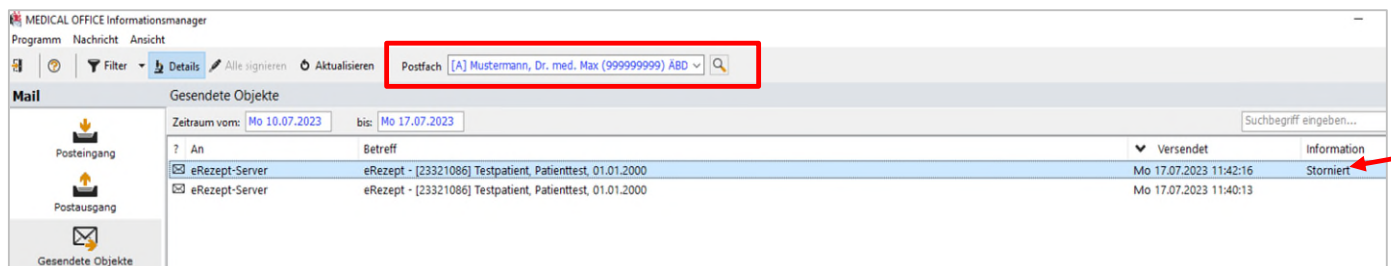 MEDICAL OFFICE Informationsmanager
Programm Nachricht Ansicht
Filter Details Alle signieren Aktualisieren Postfach [A] Mustermann, Dr. med. Max (999999999) ÄBD
Mail Gesendete Objekte
Zeitraum vom: Mo 10.07.2023 bis: Mo 17.07.2023 Suchbegriff eingeben...
Posteingang
? An Betreff Versendet Information
eRezept-Server eRezept - [23321086] Testpatient, Patienttest, 01.01.2000 Mo 17.07.2023 11:42:16 Storniert
eRezept-Server eRezept - [23321086] Testpatient, Patienttest, 01.01.2000 Mo 17.07.2023 11:40:13
Postausgang
Gesendete Objekte